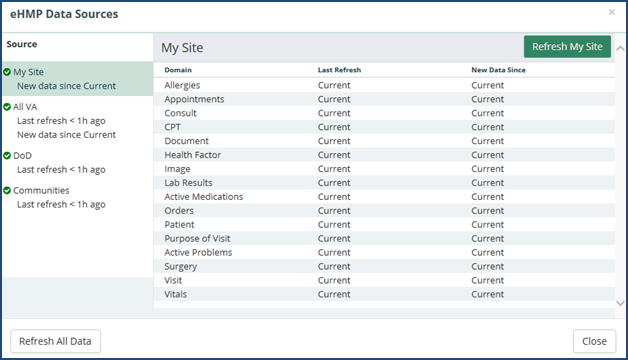 eHMP Data Sources
×
Source
My Site
New data since Current
All VA
Last refresh < 1h ago
New data since Current
DoD
Last refresh < 1h ago
Communities
Last refresh < 1h ago
My Site
Refresh My Site
Domain Last Refresh New Data Since
Allergies Current Current
Appointments Current Current
Consult Current Current
CPT Current Current
Document Current Current
Health Factor Current Current
Image Current Current
Lab Results Current Current
Active Medications Current Current
Orders Current Current
Patient Current Current
Purpose of Visit Current Current
Active Problems Current Current
Surgery Current Current
Visit Current Current
Vitals Current Current
Refresh All Data
Close